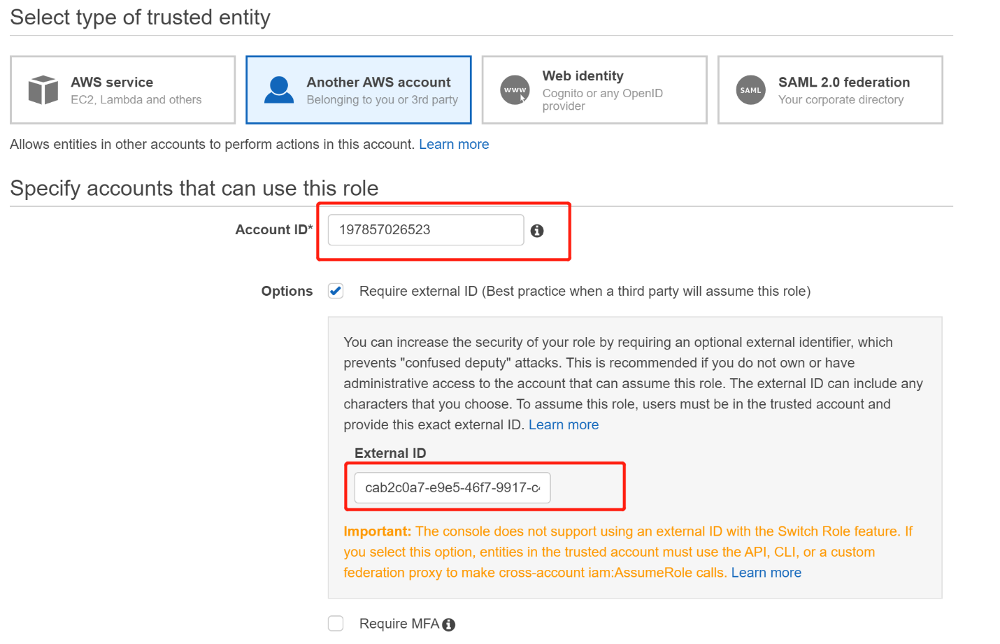 Select type of trusted entity
AWS service
EC2, Lambda and others
Another AWS account
Belonging to you or 3rd party
www
Web identity
Cognito or any OpenID
provider
SAML
SAML 2.0 federation
Your corporate directory
Allows entities in other accounts to perform actions in this account. Learn more
Specify accounts that can use this role
Account ID* 197857026523
Options Require external ID (Best practice when a third party will assume this role)
You can increase the security of your role by requiring an optional external identifier, which
prevents "confused deputy" attacks. This is recommended if you do not own or have
administrative access to the account that can assume this role. The external ID can include any
characters that you choose. To assume this role, users must be in the trusted account and
provide this exact external ID. Learn more
External ID
cab2c0a7-e9e5-46f7-9917-c
Important: The console does not support using an external ID with the Switch Role feature. If
you select this option, entities in the trusted account must use the API, CLI, or a custom
federation proxy to make cross-account iam:AssumeRole calls. Learn more
Require MFA